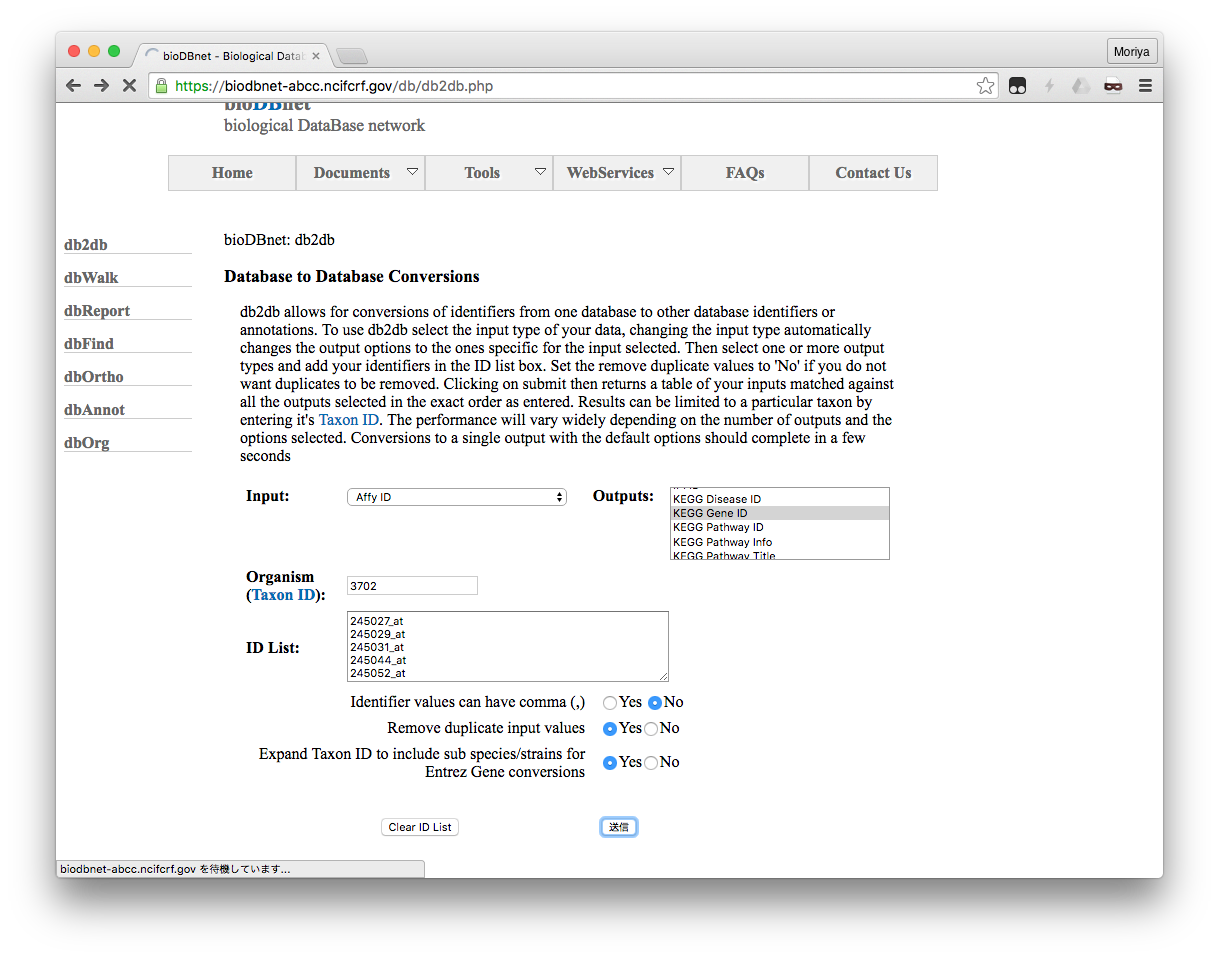 bioDBnet - Biological Datab
Moriya
https://biodbnet-abcc.ncifcrf.gov/db/db2db.php
bioDBnet
biological DataBase network
Home Documents Tools WebServices FAQs Contact Us
db2db
dbWalk
dbReport
dbFind
dbOrtho
dbAnnot
dbOrg
bioDBnet: db2db
Database to Database Conversions
db2db allows for conversions of identifiers from one database to other database identifiers or
annotations. To use db2db select the input type of your data, changing the input type automatically
changes the output options to the ones specific for the input selected. Then select one or more output
types and add your identifiers in the ID list box. Set the remove duplicate values to 'No' if you do not
want duplicates to be removed. Clicking on submit then returns a table of your inputs matched against
all the outputs selected in the exact order as entered. Results can be limited to a particular taxon by
entering it's Taxon ID. The performance will vary widely depending on the number of outputs and the
options selected. Conversions to a single output with the default options should complete in a few
seconds
Input: Affy ID Outputs:
KEGG Disease ID
KEGG Gene ID
KEGG Pathway ID
KEGG Pathway Info
KEGG Pathway Title
Organism
(Taxon ID): 3702
ID List:
245027_at
245029_at
245031_at
245044_at
245052_at
Identifier values can have comma (,) Yes No
Remove duplicate input values Yes No
Expand Taxon ID to include sub species/strains for
Entrez Gene conversions Yes No
Clear ID List 送信
biodbnet-abcc.ncifcrf.gov を待機しています...